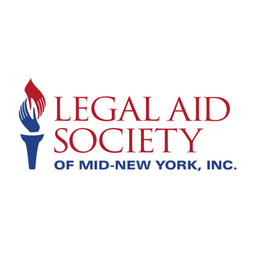 LEGAL AID
SOCIETY
OF MID-NEW YORK, INC.